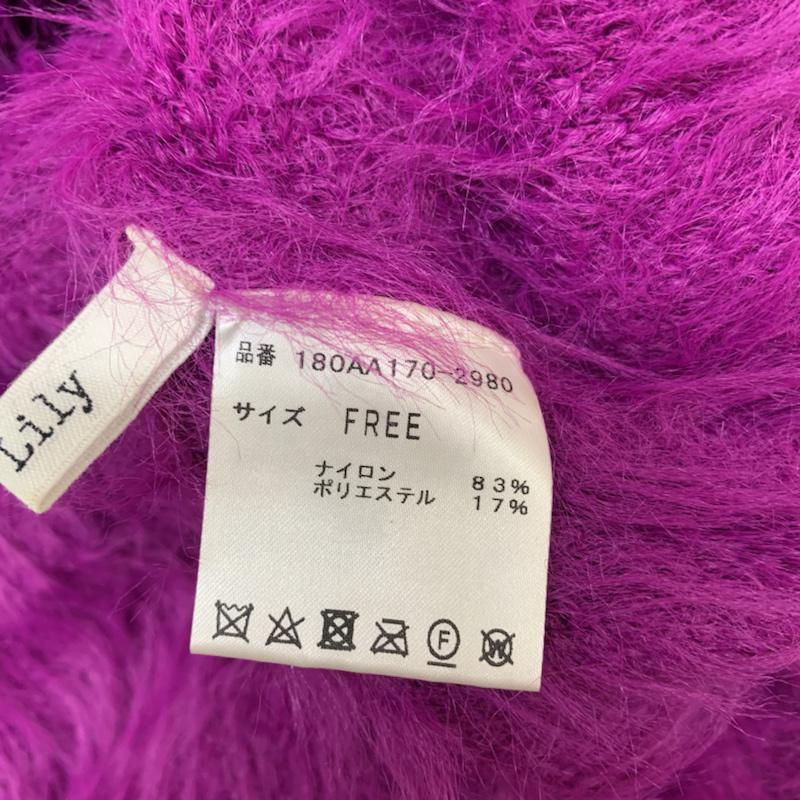 Lily
品番 180AA170-2980
サイズ FREE
ナイロン 83%
ポリエステル 17%
F W